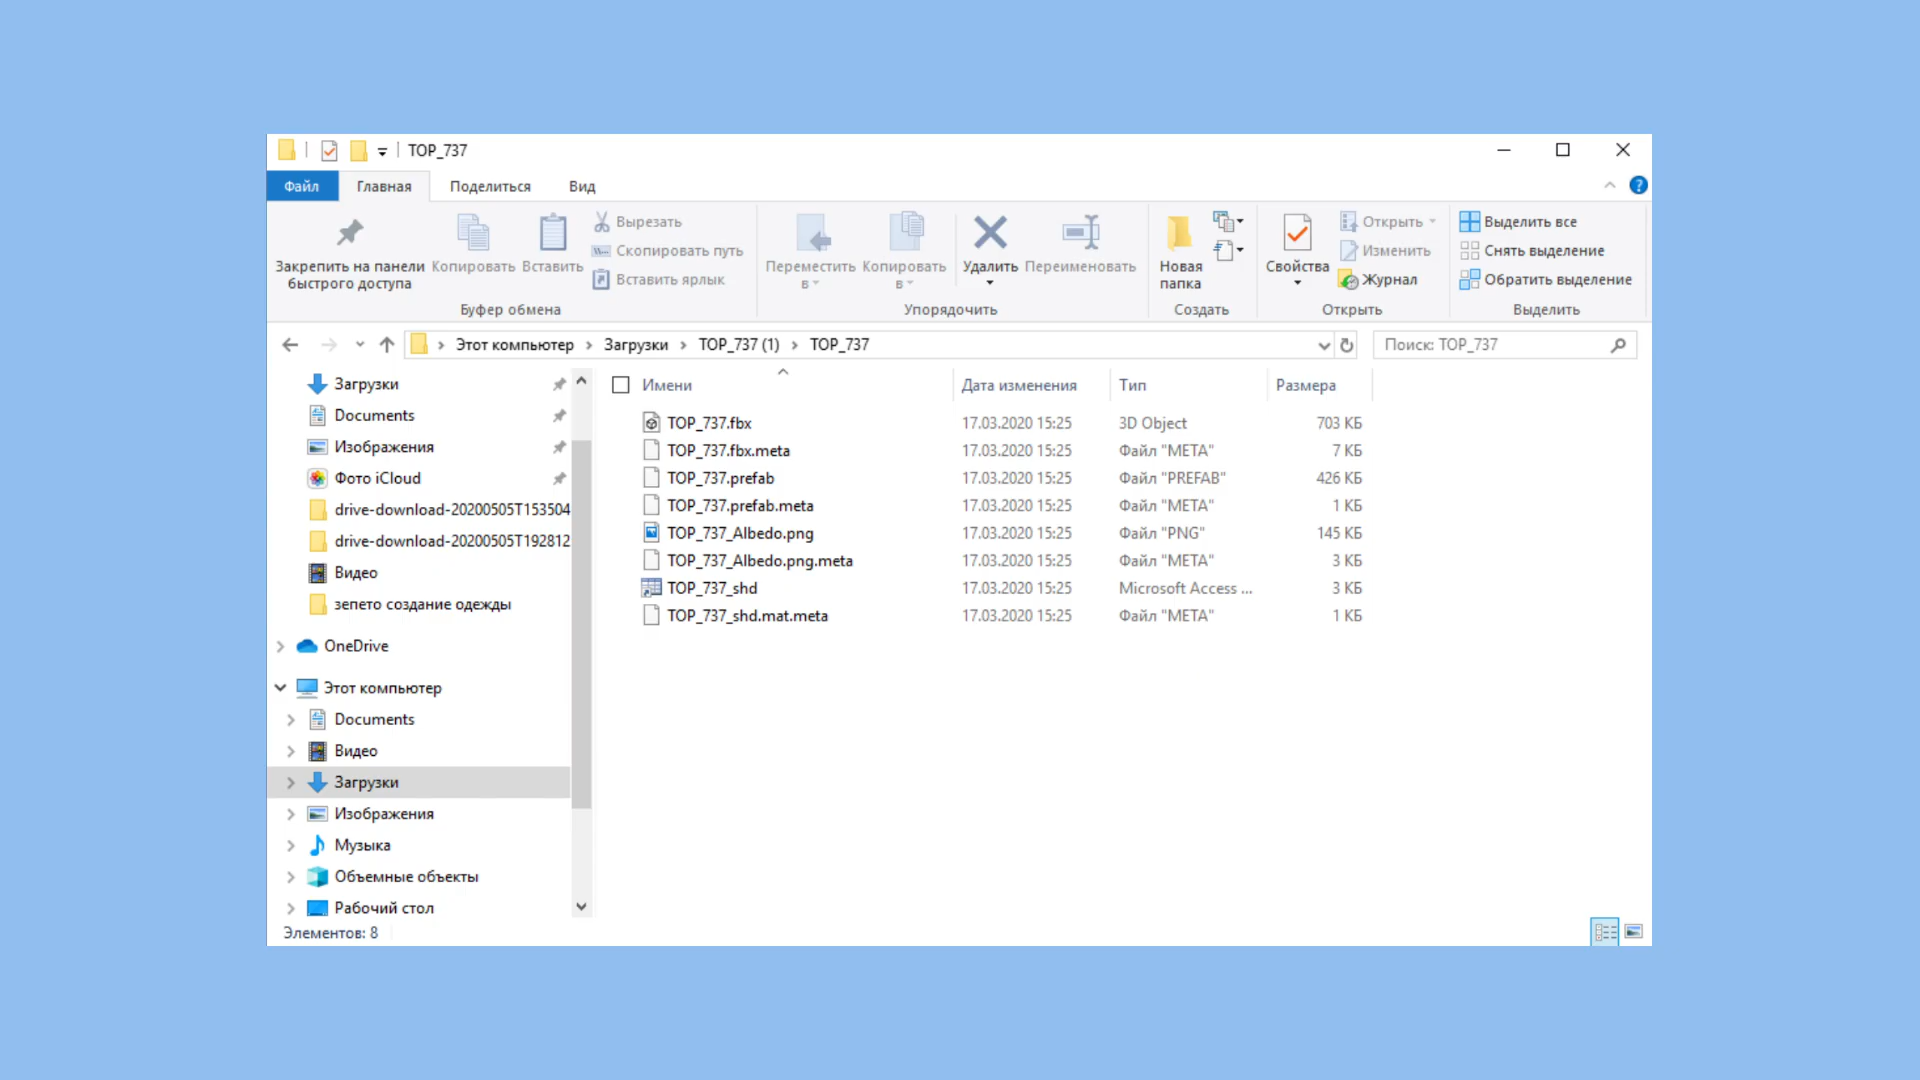 TOP_737
Файл Главная Поделиться Вид
Закрепить на панели быстрого доступа
Копировать
Вставить
Вырезать
Скопировать путь
Вставить ярлык
Буфер обмена
Переместить в
Копировать в
Удалить
Переименовать
Упорядочить
Новая папка
Создать
Свойства
Открыть
Изменить
Журнал
Открыть
Выделить все
Снять выделение
Обратить выделение
Выделить
Этот компьютер Загрузки TOP_737 (1) TOP_737
Поиск: TOP_737
Загрузки
Documents
Изображения
Фото iCloud
drive-download-20200505T153504
drive-download-20200505T192812
Видео
зепето создание одежды
OneDrive
Этот компьютер
Documents
Видео
Загрузки
Изображения
Музыка
Объемные объекты
Рабочий стол
Имени Дата изменения Тип Размера
TOP_737.fbx 17.03.2020 15:25 3D Object 703 КБ
TOP_737.fbx.meta 17.03.2020 15:25 Файл "META" 7 КБ
TOP_737.prefab 17.03.2020 15:25 Файл "PREFAB" 426 КБ
TOP_737.prefab.meta 17.03.2020 15:25 Файл "META" 1 КБ
TOP_737_Albedo.png 17.03.2020 15:25 Файл "PNG" 145 КБ
TOP_737_Albedo.png.meta 17.03.2020 15:25 Файл "META" 3 КБ
TOP_737_shd 17.03.2020 15:25 Microsoft Access ... 3 КБ
TOP_737_shd.mat.meta 17.03.2020 15:25 Файл "META" 1 КБ
Элементов: 8